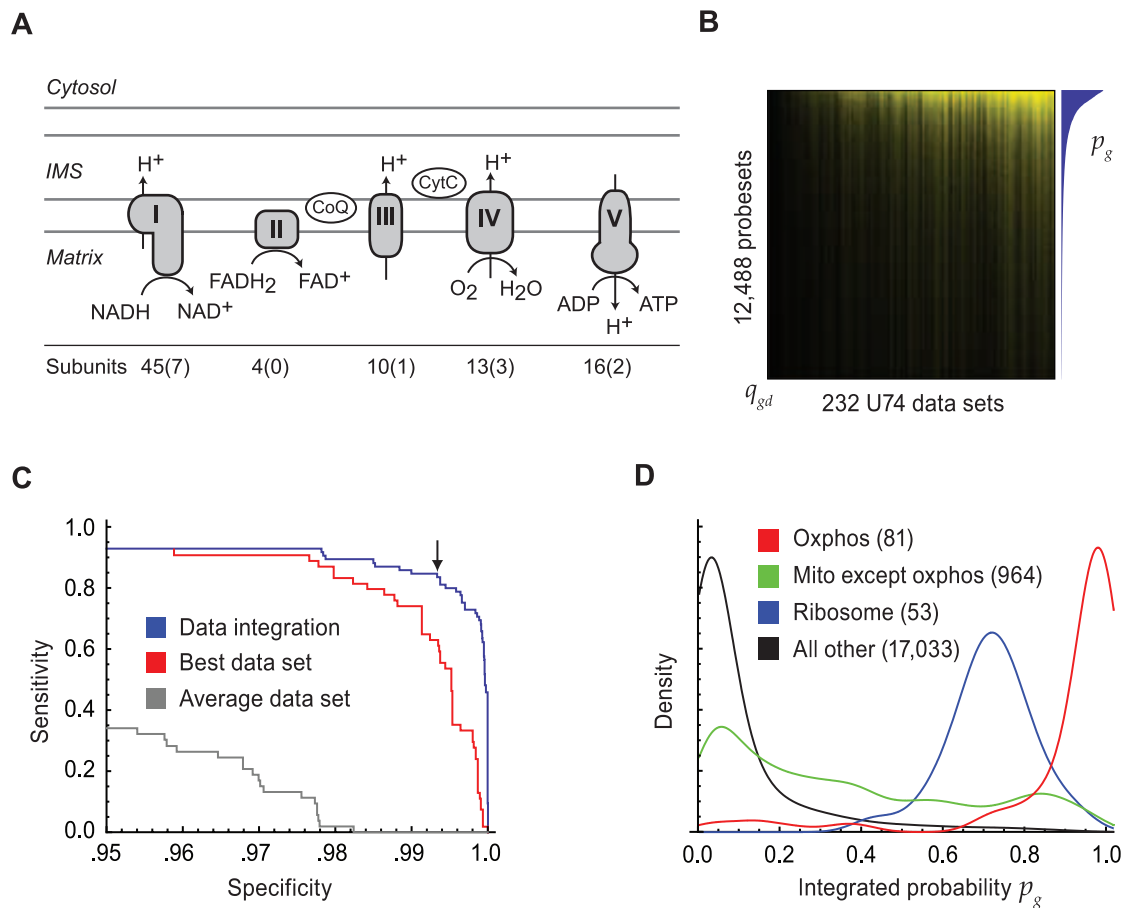 A
Cytosol
IMS
Matrix
H+
H+
H+
CoQ
CytC
I
II
III
IV
V
NADH
NAD+
FADH2
FAD+
O2
H2O
ADP
ATP
H+
Subunits 45(7) 4(0) 10(1) 13(3) 16(2)
B
12,488 probesets
pg
qgd
232 U74 data sets
C
Sensitivity
1.0
0.8
0.6
0.4
0.2
0.0
Data integration
Best data set
Average data set
.95 .96 .97 .98 .99 1.0
Specificity
D
Density
Oxphos (81)
Mito except oxphos (964)
Ribosome (53)
All other (17,033)
0.0 0.2 0.4 0.6 0.8 1.0
Integrated probability pg